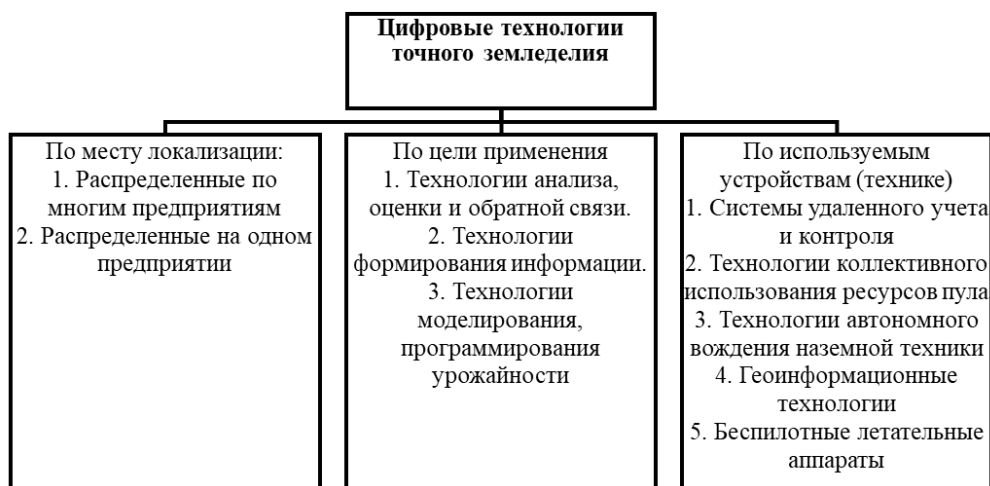 Цифровые технологии
точного земледелия
По месту локализации:
1. Распределенные по
многим предприятиям
2. Распределенные на одном
предприятии
По цели применения
1. Технологии анализа,
оценки и обратной связи.
2. Технологии
формирования информации.
3. Технологии
моделирования,
программирования
урожайности
По используемым
устройствам (технике)
1. Системы удаленного учета
и контроля
2. Технологии коллективного
использования ресурсов пула
3. Технологии автономного
вождения наземной техники
4. Геоинформационные
технологии
5. Беспилотные летательные
аппараты